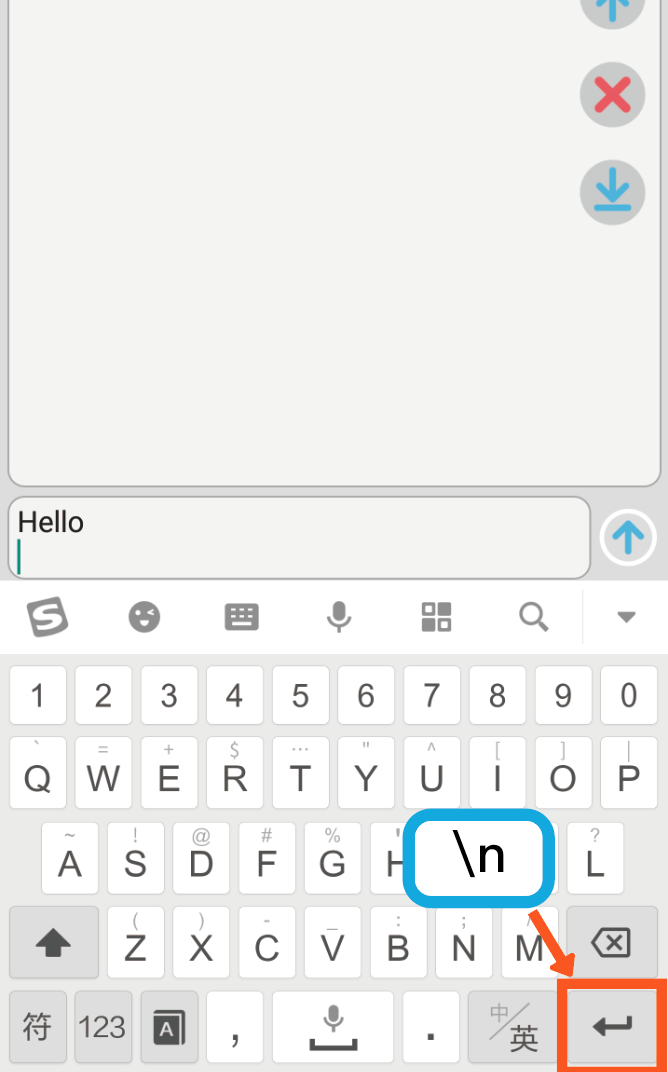 Hello
1 2 3 4 5 6 7 8 9 0
` = + $ ... " ^ [ ] |
Q W E R T Y U I O P
~ ! @ # % ' ?
A S D F G H \n L
( ) - _ : ; /
Z X C V B N M
符 123 A , . 中/英